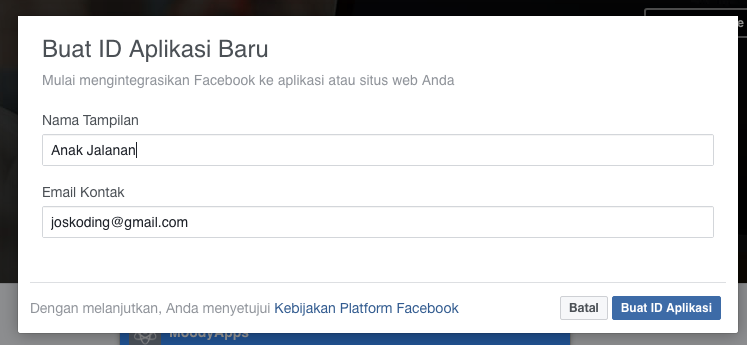 Buat ID Aplikasi Baru
Mulai mengintegrasikan Facebook ke aplikasi atau situs web Anda
Nama Tampilan
Anak Jalanan
Email Kontak
joskoding@gmail.com
Dengan melanjutkan, Anda menyetujui Kebijakan Platform Facebook
Batal
Buat ID Aplikasi
MoodyApps